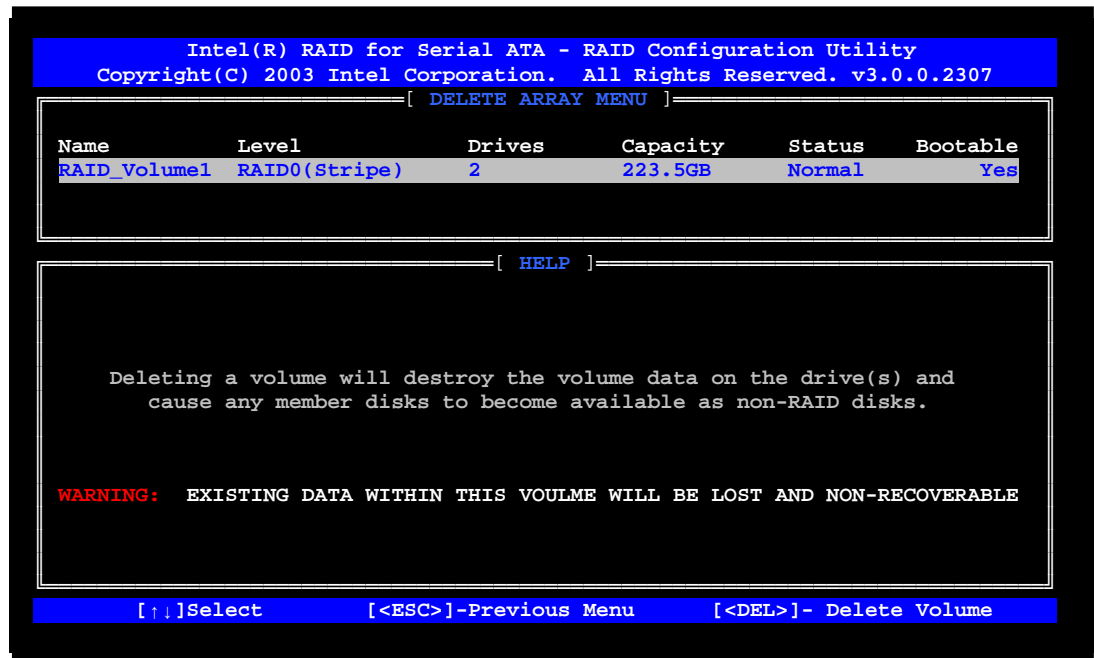 Intel(R) RAID for Serial ATA - RAID Configuration Utility
Copyright(C) 2003 Intel Corporation. All Rights Reserved. v3.0.0.2307
[ DELETE ARRAY MENU ]
Name Level Drives Capacity Status Bootable
RAID_Volume1 RAID0(Stripe) 2 223.5GB Normal Yes
[ HELP ]
Deleting a volume will destroy the volume data on the drive(s) and
cause any member disks to become available as non-RAID disks.
WARNING: EXISTING DATA WITHIN THIS VOULME WILL BE LOST AND NON-RECOVERABLE
[↑↓]Select [<ESC>]-Previous Menu [<DEL>]- Delete Volume